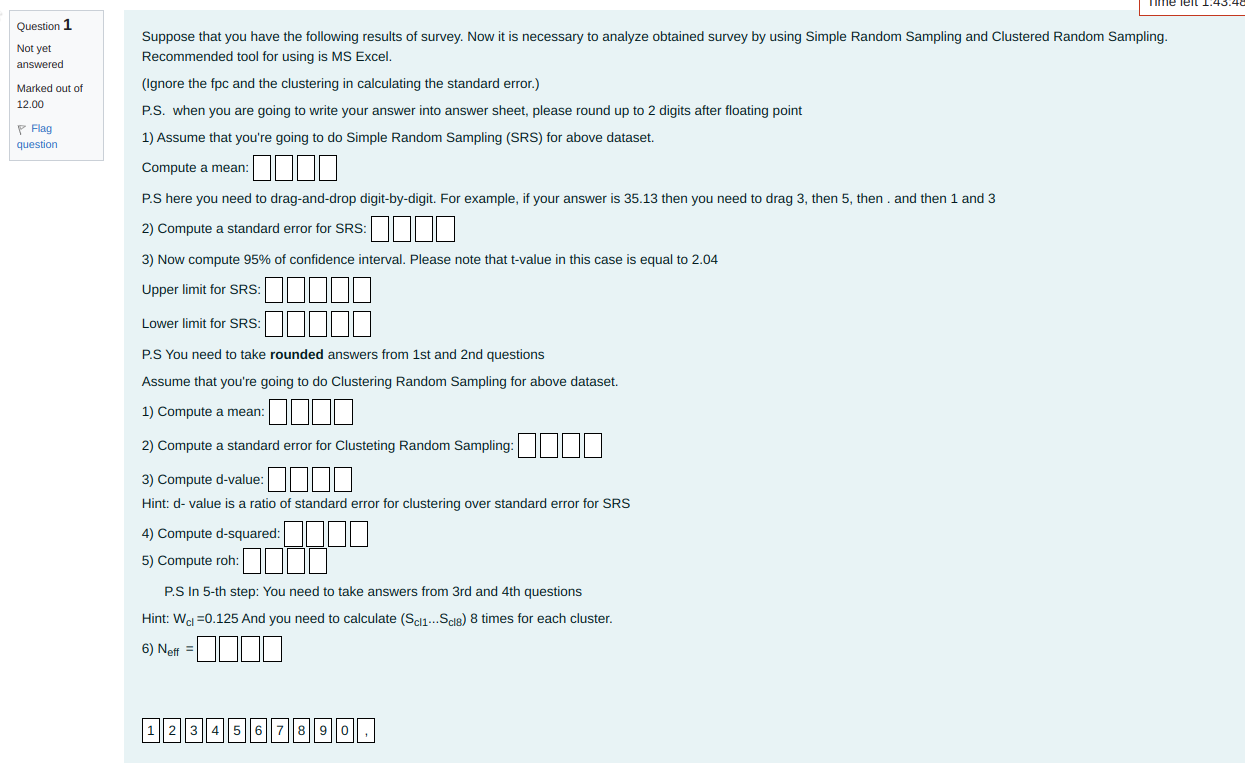 Time left 1:43:48
Question 1
Not yet
answered
Marked out of
12.00
Flag
question
Suppose that you have the following results of survey. Now it is necessary to analyze obtained survey by using Simple Random Sampling and Clustered Random Sampling.
Recommended tool for using is MS Excel.
(Ignore the fpc and the clustering in calculating the standard error.)
P.S. when you are going to write your answer into answer sheet, please round up to 2 digits after floating point
1) Assume that you're going to do Simple Random Sampling (SRS) for above dataset.
Compute a mean:
P.S here you need to drag-and-drop digit-by-digit. For example, if your answer is 35.13 then you need to drag 3, then 5, then . and then 1 and 3
2) Compute a standard error for SRS:
3) Now compute 95% of confidence interval. Please note that t-value in this case is equal to 2.04
Upper limit for SRS:
Lower limit for SRS:
P.S You need to take rounded answers from 1st and 2nd questions
Assume that you're going to do Clustering Random Sampling for above dataset.
1) Compute a mean:
2) Compute a standard error for Clusteting Random Sampling:
3) Compute d-value:
Hint: d- value is a ratio of standard error for clustering over standard error for SRS
4) Compute d-squared:
5) Compute roh:
P.S In 5-th step: You need to take answers from 3rd and 4th questions
Hint: Wcl =0.125 And you need to calculate (Scl1...Scl8) 8 times for each cluster.
6) Neff =
1 2 3 4 5 6 7 8 9 0 ,